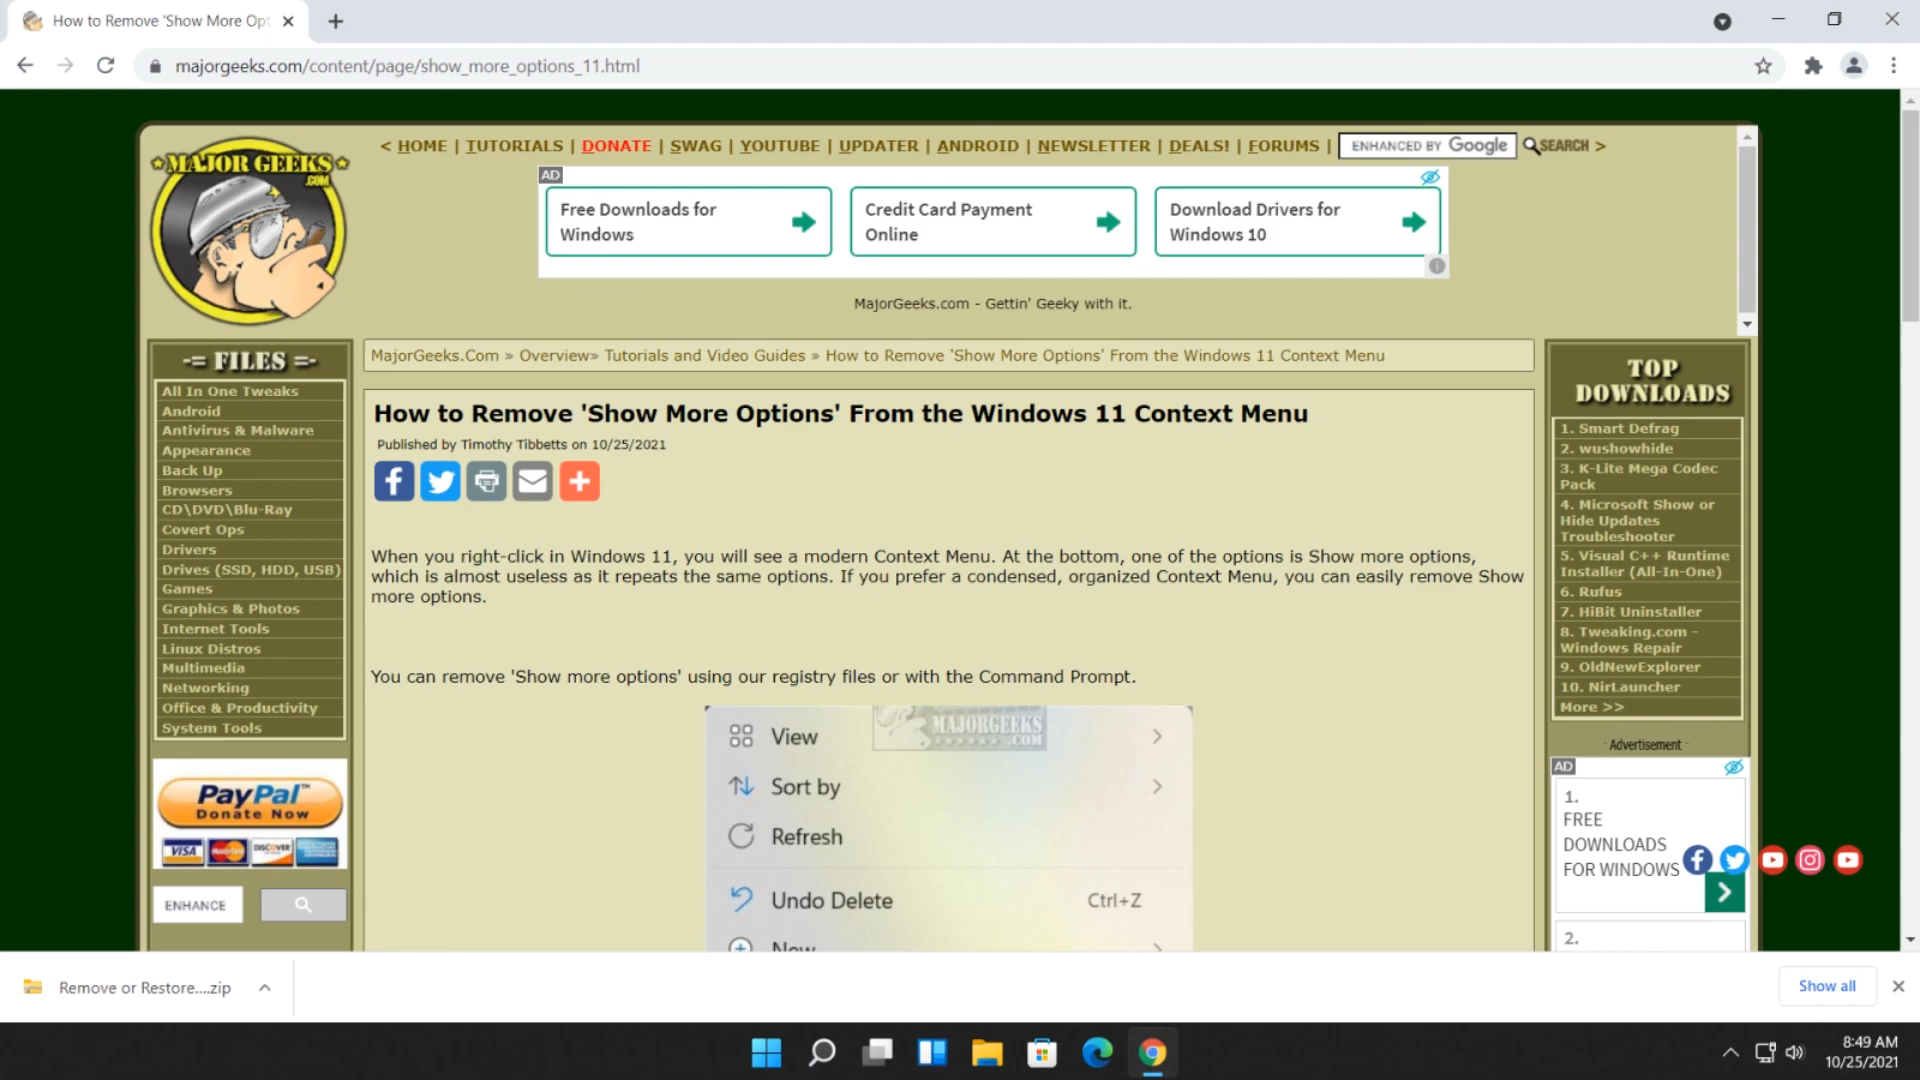 How to Remove 'Show More Opt
majorgeeks.com/content/page/show_more_options_11.html
MAJOR GEEKS
.COM
< HOME | TUTORIALS | DONATE | SWAG | YOUTUBE | UPDATER | ANDROID | NEWSLETTER | DEALS! | FORUMS | ENHANCED BY Google SEARCH >
AD
Free Downloads for
Windows
Credit Card Payment
Online
Download Drivers for
Windows 10
MajorGeeks.com - Gettin' Geeky with it.
-= FILES =-
All In One Tweaks
Android
Antivirus & Malware
Appearance
Back Up
Browsers
CD\DVD\Blu-Ray
Covert Ops
Drivers
Drives (SSD, HDD, USB)
Games
Graphics & Photos
Internet Tools
Linux Distros
Multimedia
Networking
Office & Productivity
System Tools
PayPal™
Donate Now
VISA MasterCard DISCOVER
ENHANCE
MajorGeeks.Com » Overview» Tutorials and Video Guides » How to Remove 'Show More Options' From the Windows 11 Context Menu
How to Remove 'Show More Options' From the Windows 11 Context Menu
Published by Timothy Tibbetts on 10/25/2021
When you right-click in Windows 11, you will see a modern Context Menu. At the bottom, one of the options is Show more options,
which is almost useless as it repeats the same options. If you prefer a condensed, organized Context Menu, you can easily remove Show
more options.
You can remove 'Show more options' using our registry files or with the Command Prompt.
MAJORGEEKS
.COM
View
Sort by
Refresh
Undo Delete Ctrl+Z
New
TOP
DOWNLOADS
1. Smart Defrag
2. wushowhide
3. K-Lite Mega Codec
Pack
4. Microsoft Show or
Hide Updates
Troubleshooter
5. Visual C++ Runtime
Installer (All-In-One)
6. Rufus
7. HiBit Uninstaller
8. Tweaking.com -
Windows Repair
9. OldNewExplorer
10. NirLauncher
More >>
- Advertisement -
AD
1.
FREE
DOWNLOADS
FOR WINDOWS
2.
Remove or Restore....zip
Show all
8:49 AM
10/25/2021